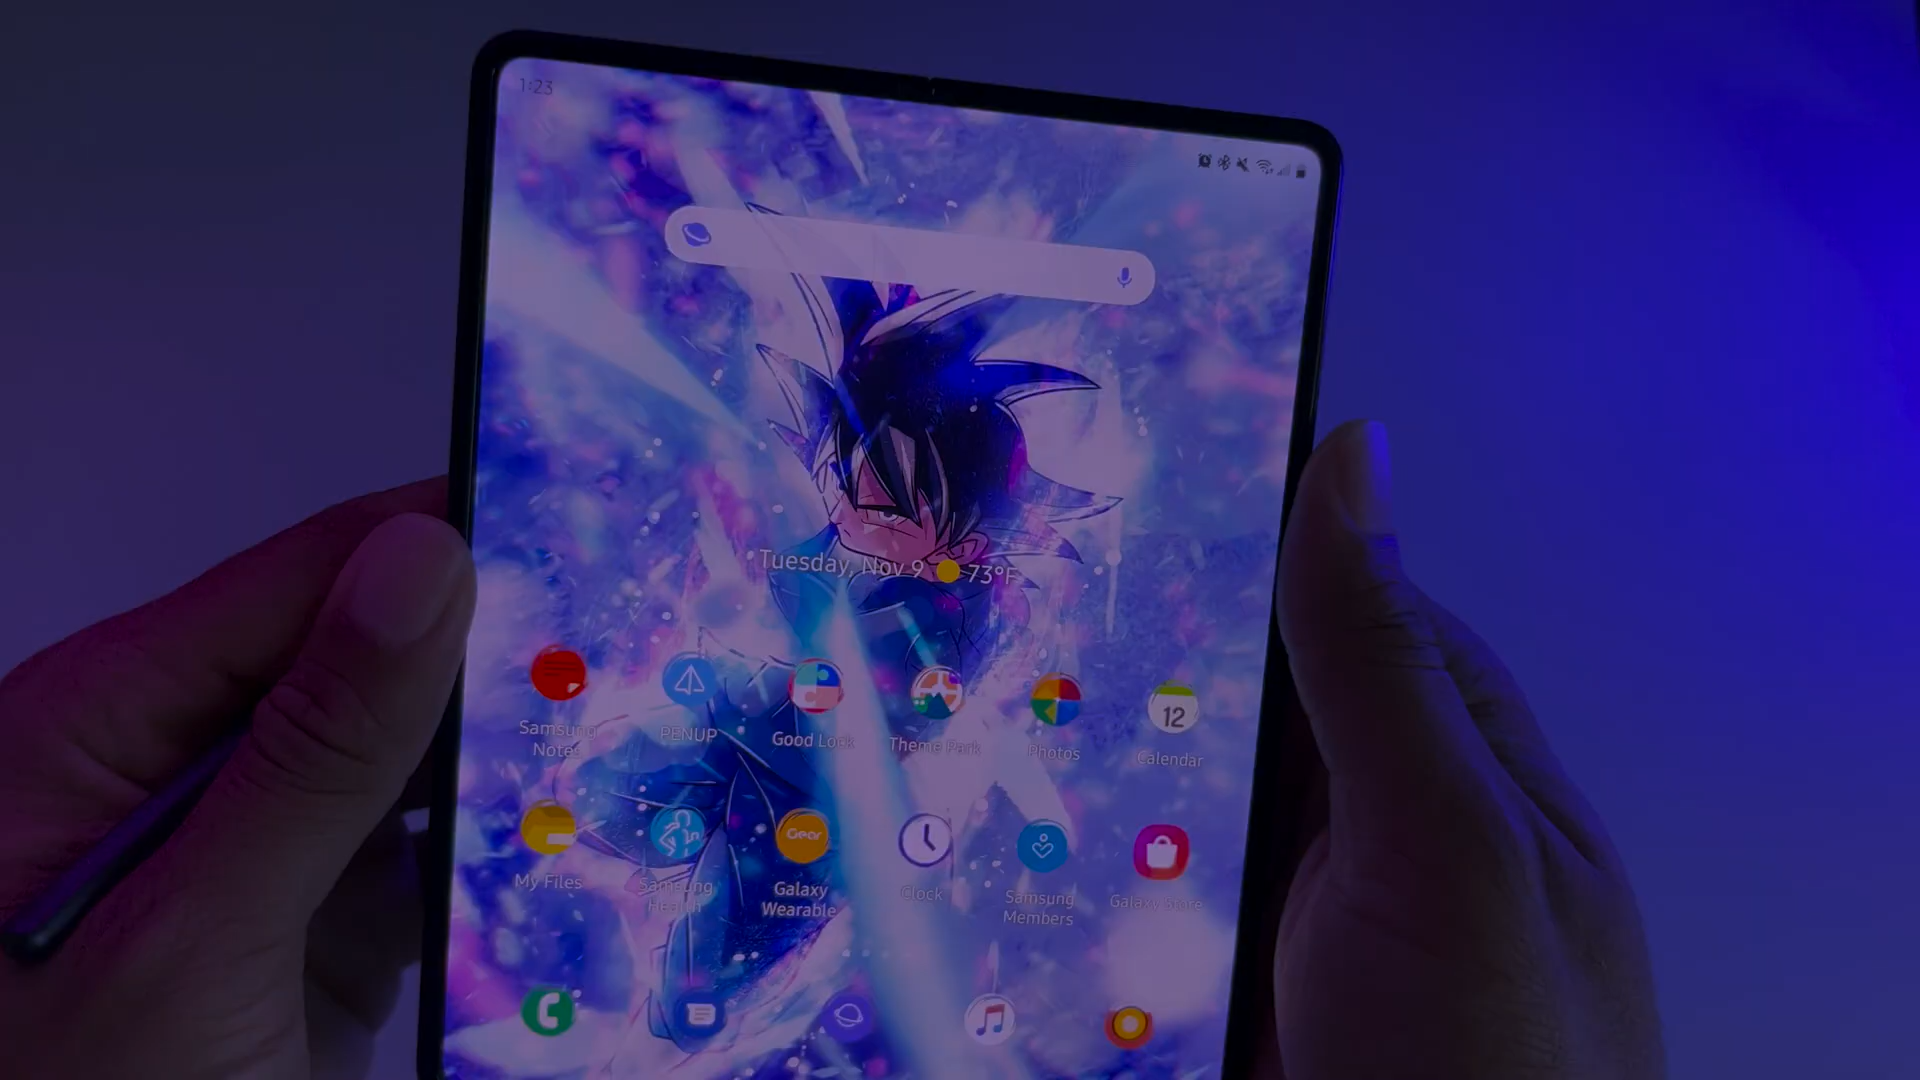 1:23
Tuesday, Nov 9 73°F
Samsung
Notes
PENUP
Good Lock
Theme Park
Photos
12
Calendar
My Files
Samsung
Health
Gear
Galaxy
Wearable
Clock
Samsung
Members
Galaxy Store